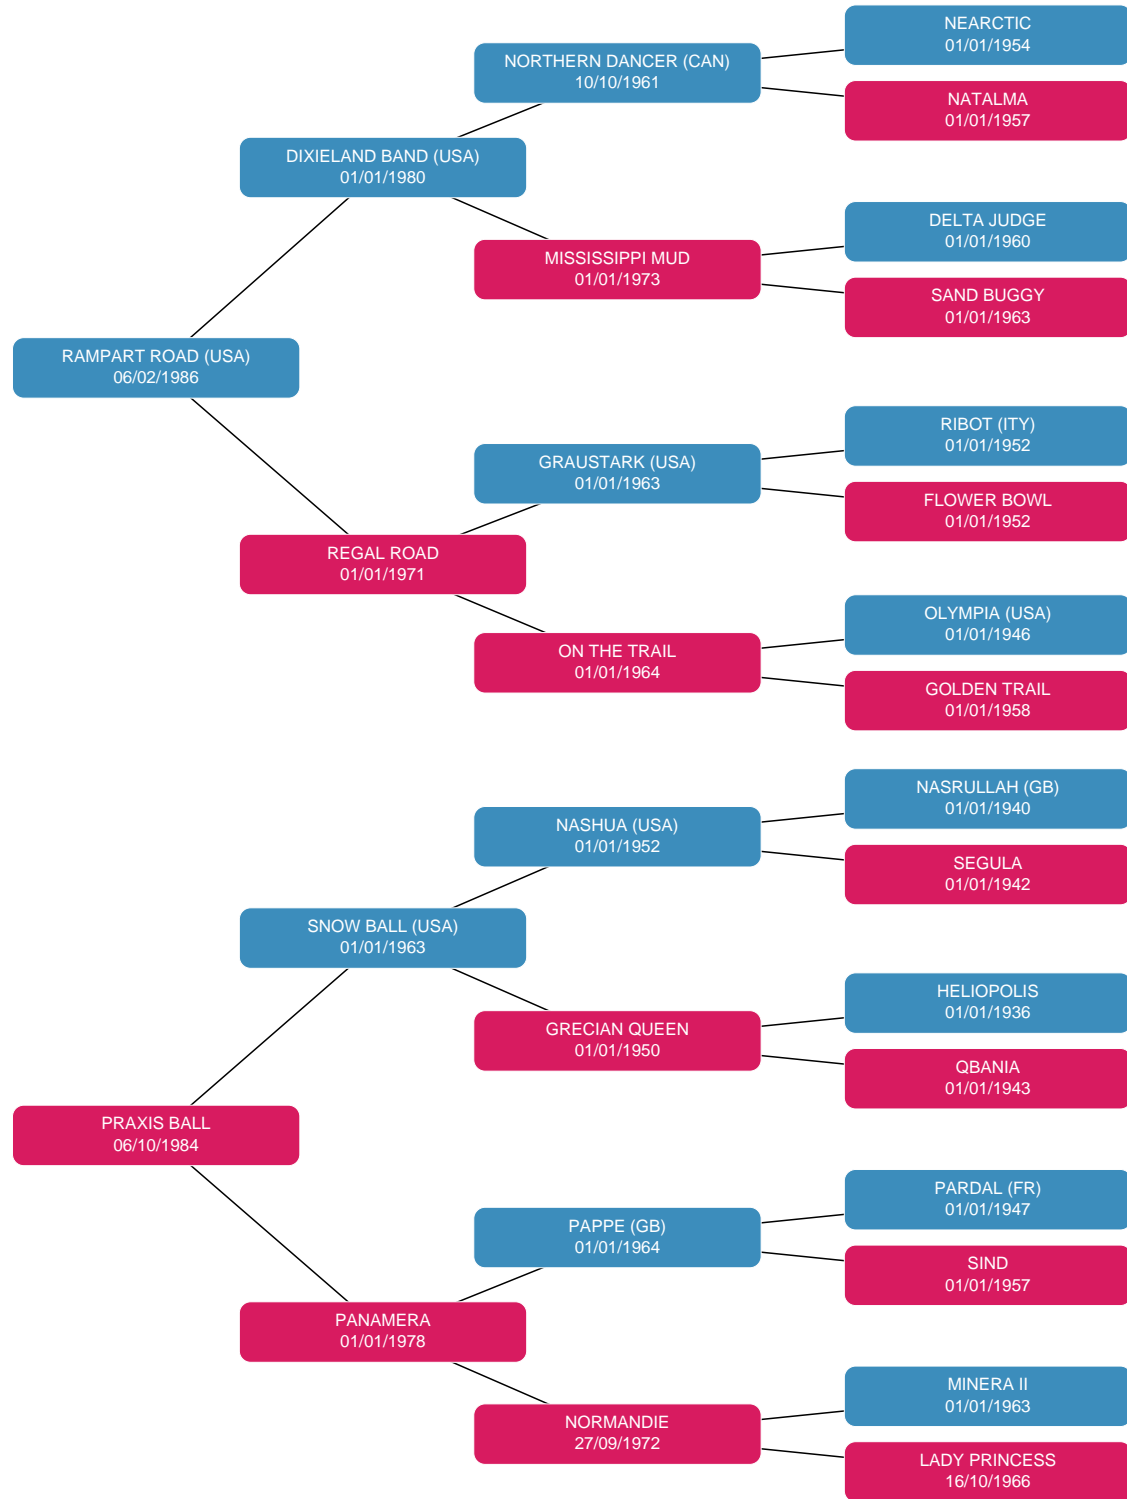 NEARCTIC
01/01/1954
NORTHERN DANCER (CAN)
10/10/1961
NATALMA
01/01/1957
DIXIELAND BAND (USA)
01/01/1980
DELTA JUDGE
01/01/1960
MISSISSIPPI MUD
01/01/1973
SAND BUGGY
01/01/1963
RAMPART ROAD (USA)
06/02/1986
RIBOT (ITY)
01/01/1952
GRAUSTARK (USA)
01/01/1963
FLOWER BOWL
01/01/1952
REGAL ROAD
01/01/1971
OLYMPIA (USA)
01/01/1946
ON THE TRAIL
01/01/1964
GOLDEN TRAIL
01/01/1958
NASRULLAH (GB)
01/01/1940
NASHUA (USA)
01/01/1952
SEGULA
01/01/1942
SNOW BALL (USA)
01/01/1963
HELIOPOLIS
01/01/1936
GRECIAN QUEEN
01/01/1950
QBANIA
01/01/1943
PRAXIS BALL
06/10/1984
PARDAL (FR)
01/01/1947
PAPPE (GB)
01/01/1964
SIND
01/01/1957
PANAMERA
01/01/1978
MINERA II
01/01/1963
NORMANDIE
27/09/1972
LADY PRINCESS
16/10/1966